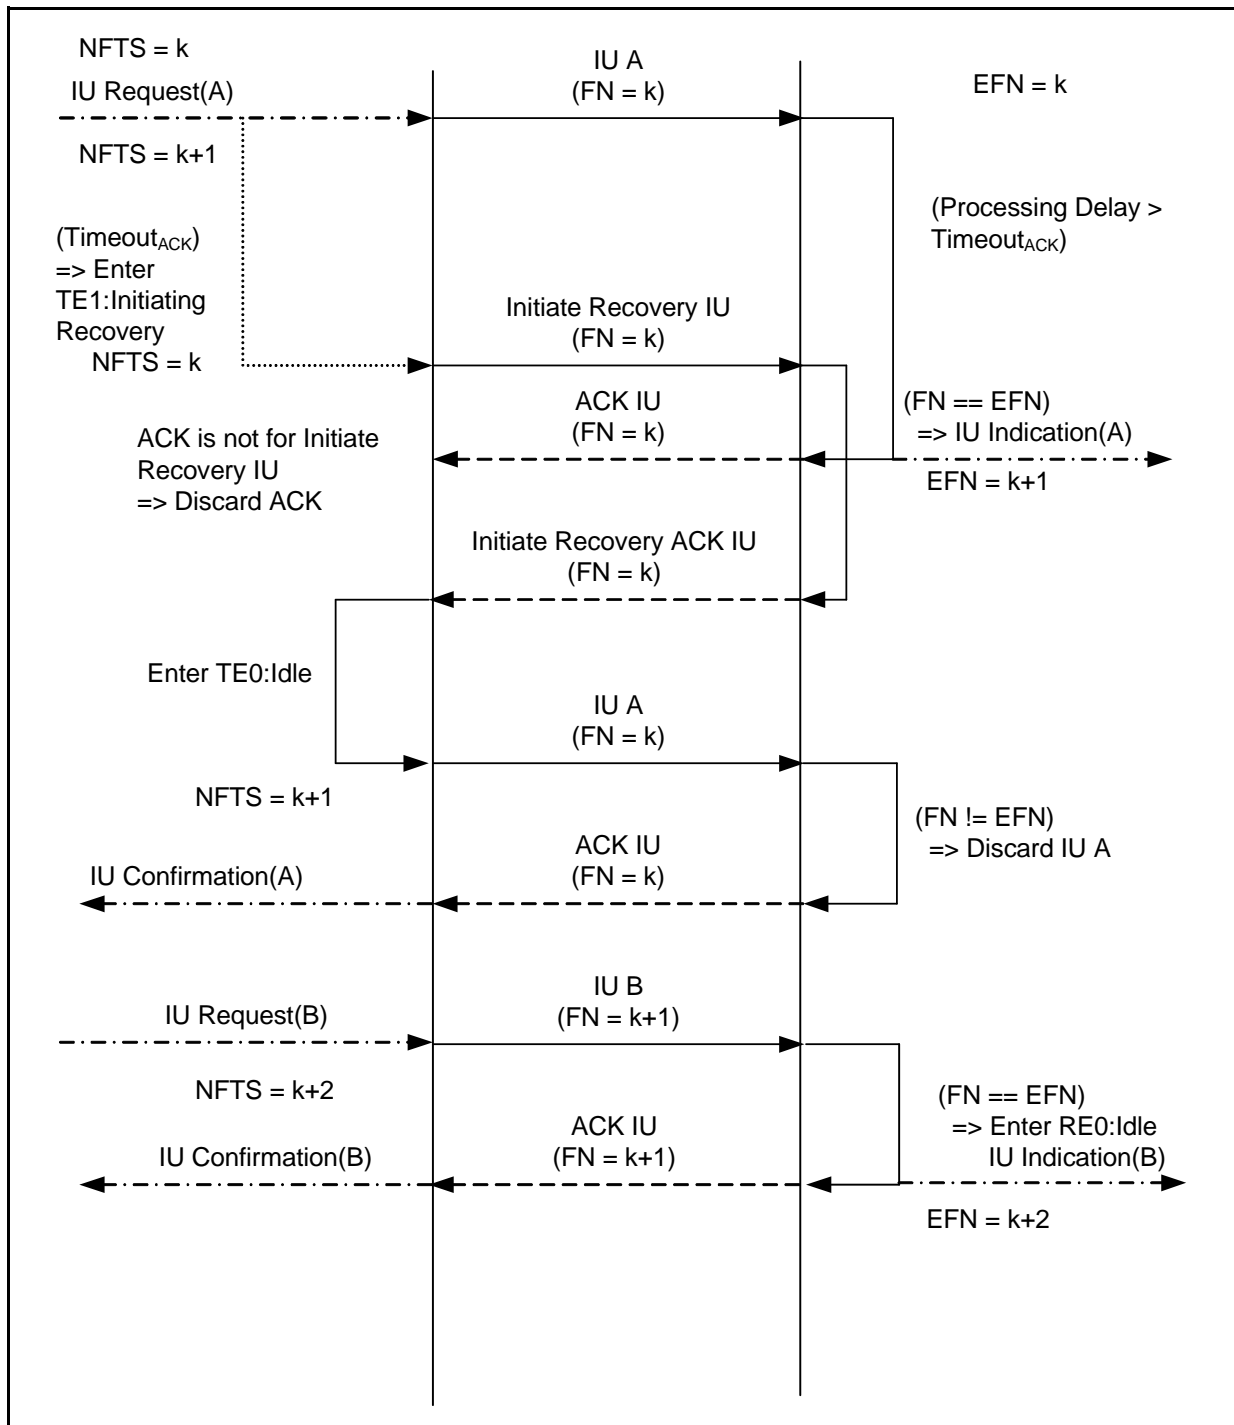 NFTS = k
IU Request(A)
IU A
(FN = k)
EFN = k
NFTS = k+1
(Processing Delay >
TimeoutACK)
(TimeoutACK)
=> Enter
TE1:Initiating
Recovery
NFTS = k
Initiate Recovery IU
(FN = k)
ACK IU
(FN = k)
(FN == EFN)
=> IU Indication(A)
EFN = k+1
ACK is not for Initiate
Recovery IU
=> Discard ACK
Initiate Recovery ACK IU
(FN = k)
Enter TE0:Idle
IU A
(FN = k)
NFTS = k+1
(FN != EFN)
=> Discard IU A
ACK IU
(FN = k)
IU Confirmation(A)
IU Request(B)
IU B
(FN = k+1)
NFTS = k+2
(FN == EFN)
=> Enter RE0:Idle
IU Indication(B)
ACK IU
(FN = k+1)
IU Confirmation(B)
EFN = k+2